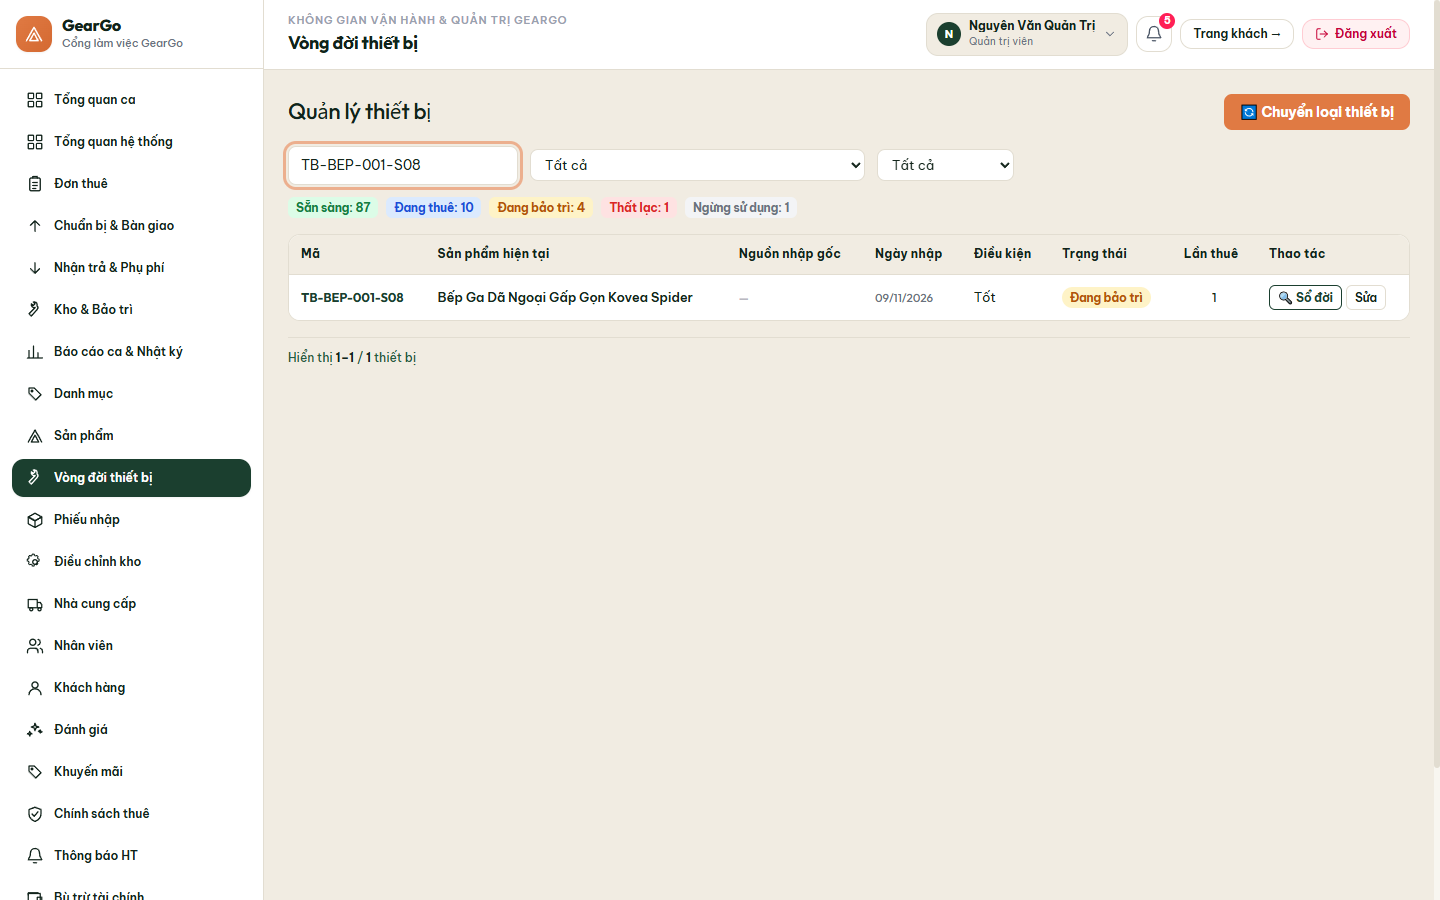 GearGo
Cổng làm việc GearGo
Tổng quan ca
Tổng quan hệ thống
Đơn thuê
Chuẩn bị & Bàn giao
Nhận trả & Phụ phí
Kho & Bảo trì
Báo cáo ca & Nhật ký
Danh mục
Sản phẩm
Vòng đời thiết bị
Phiếu nhập
Điều chỉnh kho
Nhà cung cấp
Nhân viên
Khách hàng
Đánh giá
Khuyến mãi
Chính sách thuê
Thông báo HT
Bù trừ tài chính
KHÔNG GIAN VẬN HÀNH & QUẢN TRỊ GEARGO
Vòng đời thiết bị
N
Nguyễn Văn Quản Trị
Quản trị viên
5
Trang khách →
Đăng xuất
Quản lý thiết bị
Chuyển loại thiết bị
TB-BEP-001-S08
Tất cả
Tất cả
Sẵn sàng: 87 Đang thuê: 10 Đang bảo trì: 4 Thất lạc: 1 Ngừng sử dụng: 1
Mã Sản phẩm hiện tại Nguồn nhập gốc Ngày nhập Điều kiện Trạng thái Lần thuê Thao tác
TB-BEP-001-S08 Bếp Ga Dã Ngoại Gấp Gọn Kovea Spider — 09/11/2026 Tốt Đang bảo trì 1 Sổ đời Sửa
Hiển thị 1–1 / 1 thiết bị